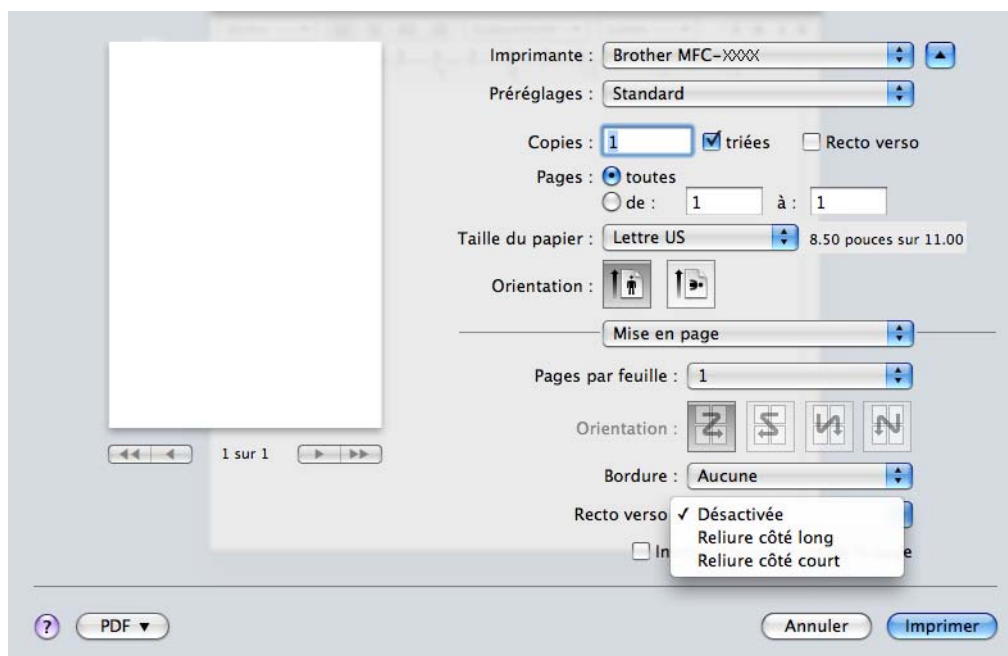 Imprimante : Brother MFC-XXXX
Préréglages : Standard
Copies : 1 triées Recto verso
Pages : toutes
de : 1 à : 1
Taille du papier : Lettre US 8.50 pouces sur 11.00
Orientation :
Mise en page
Pages par feuille : 1
Orientation :
1 sur 1
Bordure : Aucune
Recto verso ✓ Désactivée
Reliure côté long
Reliure côté court
? PDF ▼ Annuler Imprimer